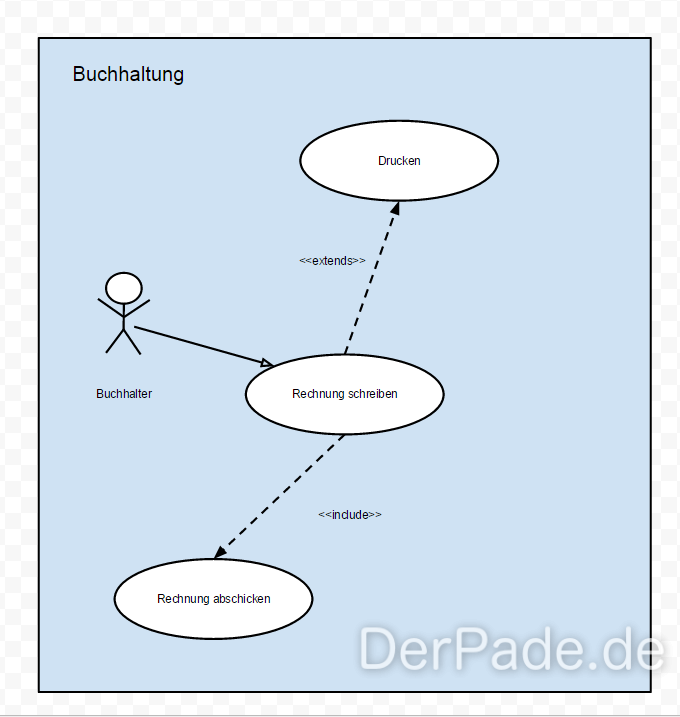 Buchhaltung
Drucken
<<extends>>
Buchhalter
Rechnung schreiben
<<include>>
Rechnung abschicken
DerPade.de